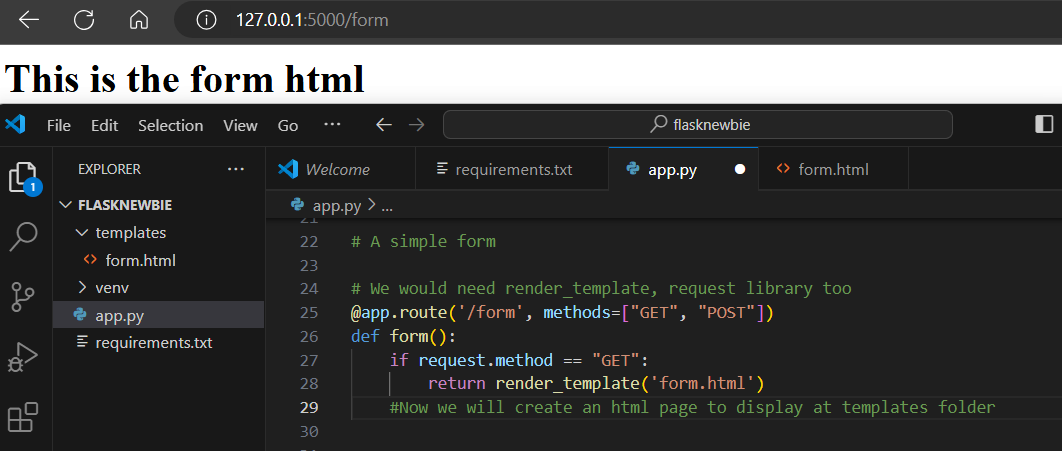 127.0.0.1:5000/form
This is the form html
File Edit Selection View Go ... flasknewbie
EXPLORER ... Welcome requirements.txt app.py form.html
1
FLASKNEWBIE app.py > ...
templates
form.html
venv
app.py
requirements.txt
21
22 # A simple form
23
24 # We would need render_template, request library too
25 @app.route('/form', methods=["GET", "POST"])
26 def form():
27 if request.method == "GET":
28 return render_template('form.html')
29 #Now we will create an html page to display at templates folder
30